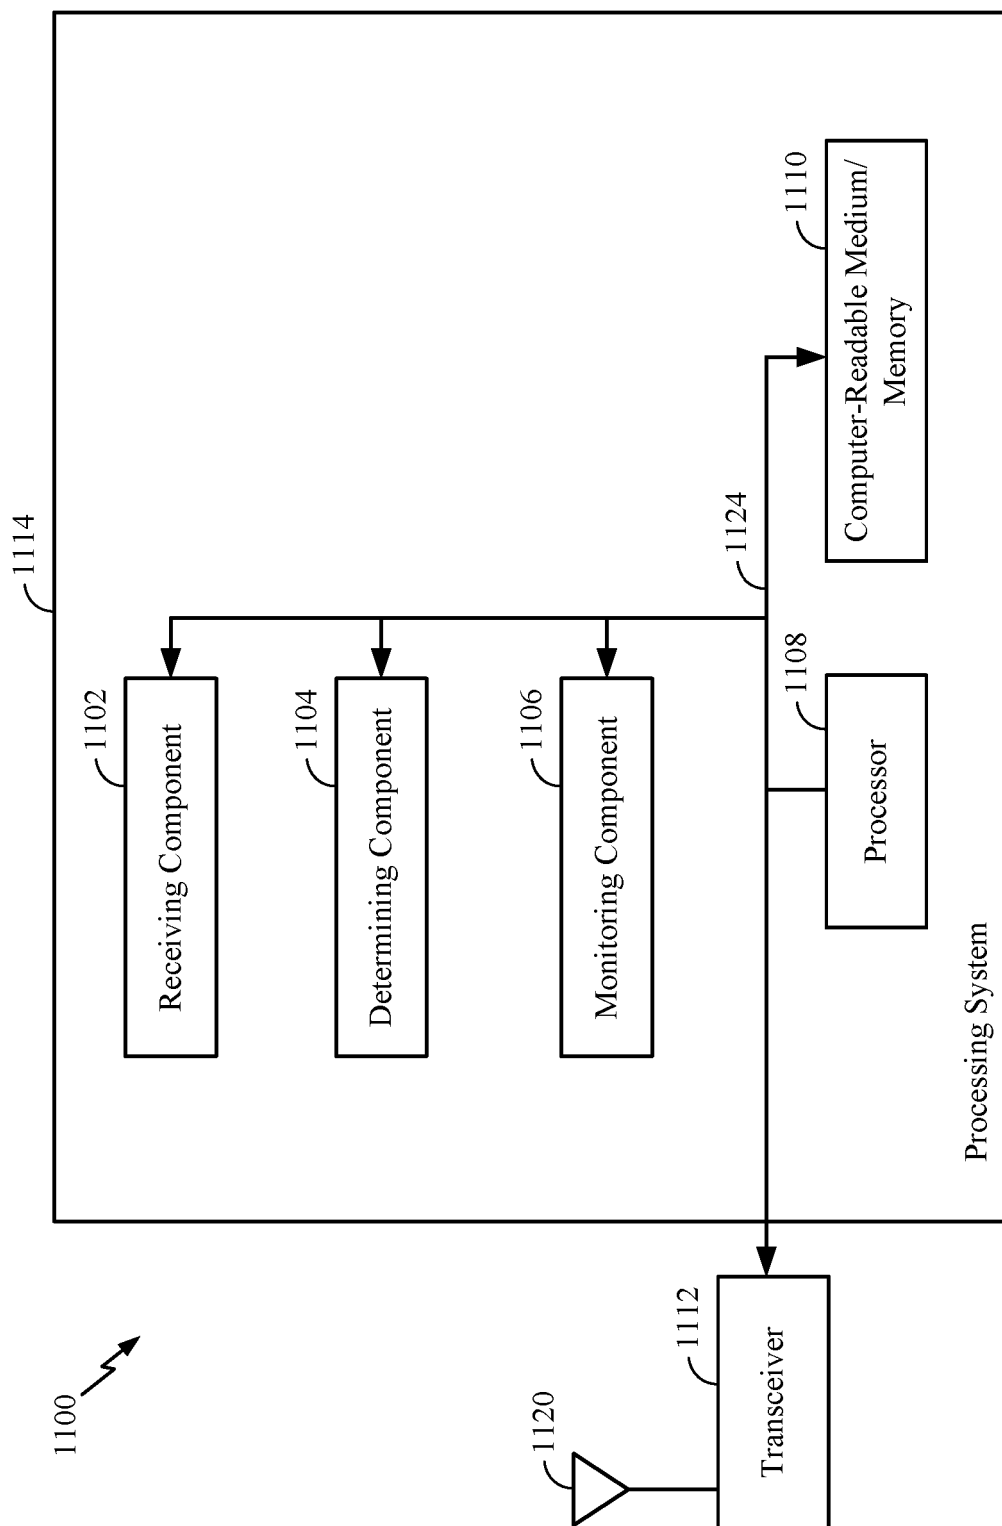 1100
1114
1120
1112
Transceiver
1102
Receiving Component
1104
Determining Component
1106
Monitoring Component
1124
1108
Processor
1110
Computer-Readable Medium/
Memory
Processing System